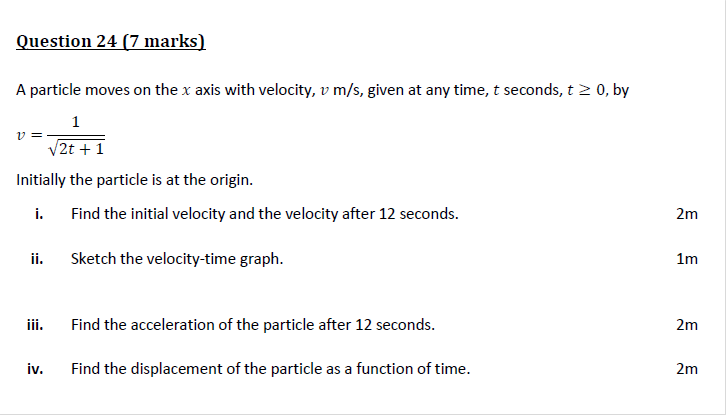 Question 24 (7 marks)
A particle moves on the x axis with velocity, v m/s, given at any time, t seconds, t ≥ 0, by
v = 1/√(2t + 1)
Initially the particle is at the origin.
i. Find the initial velocity and the velocity after 12 seconds. 2m
ii. Sketch the velocity-time graph. 1m
iii. Find the acceleration of the particle after 12 seconds. 2m
iv. Find the displacement of the particle as a function of time. 2m